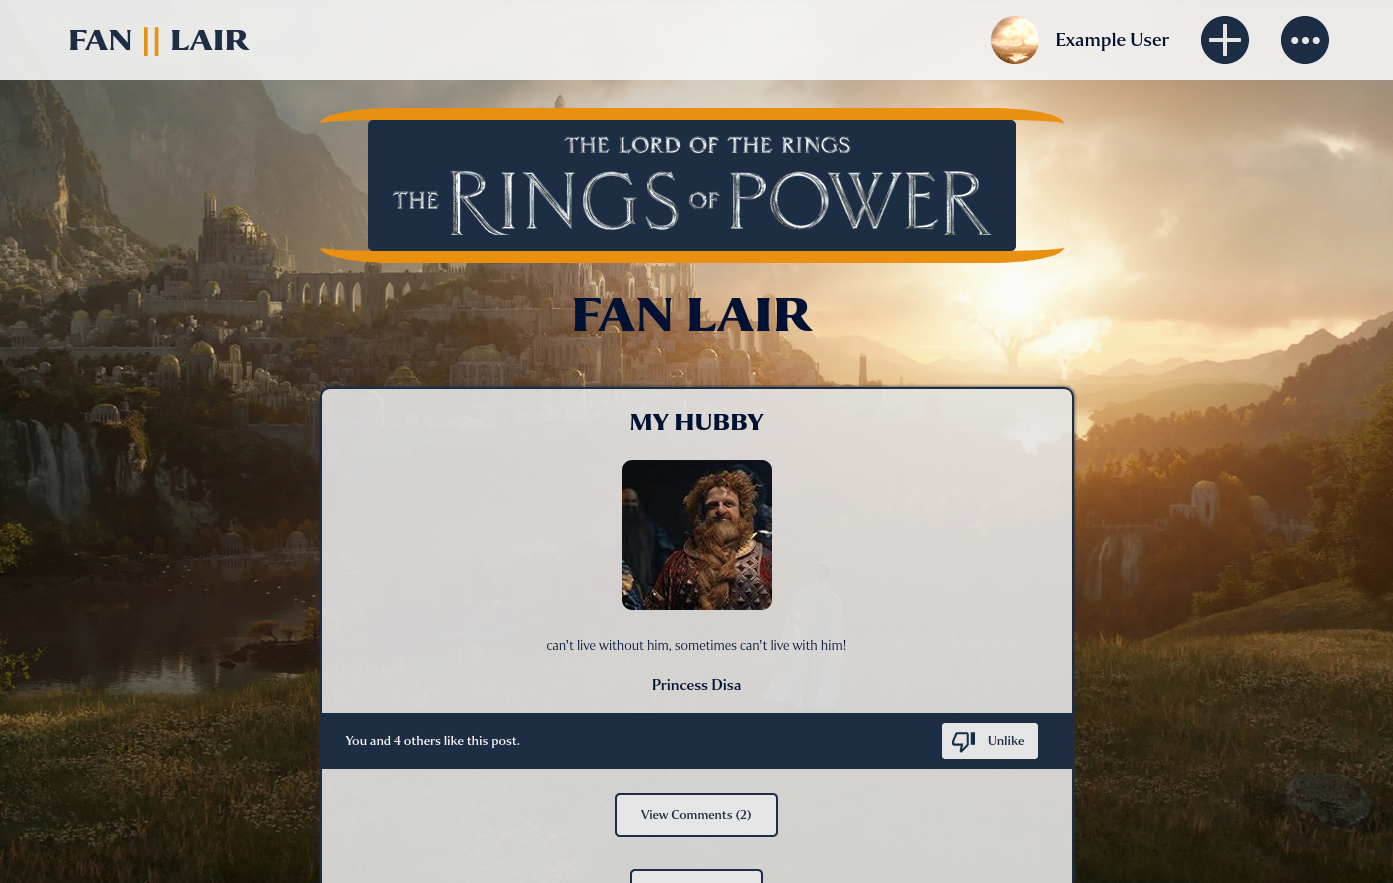 FAN || LAIR
Example User
THE LORD OF THE RINGS
THE RINGS OF POWER
FAN LAIR
MY HUBBY
can't live without him, sometimes can't live with him!
Princess Disa
You and 4 others like this post.
Unlike
View Comments (2)